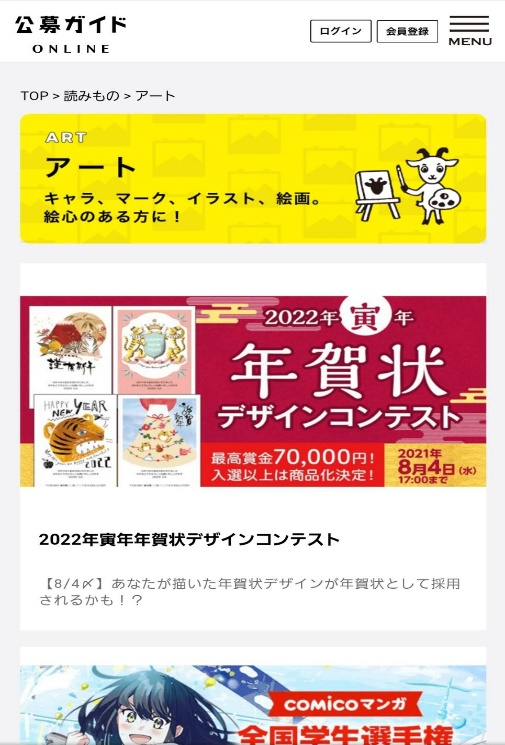 公募ガイド
ONLINE
ログイン
会員登録
MENU
TOP > 読みもの > アート
ART
アート
キャラ、マーク、イラスト、絵画。
絵心のある方に！
2022年寅年
年賀状
デザインコンテスト
最高賞金70,000円!
入選以上は商品化決定!
2021年
8月4日(水)
17:00まで
謹賀新年
HAPPY
NEW YEAR
2022
2022年寅年年賀状デザインコンテスト
【8/4〆】あなたが描いた年賀状デザインが年賀状として採用
されるかも！？
comicoマンガ
全国学生選手権